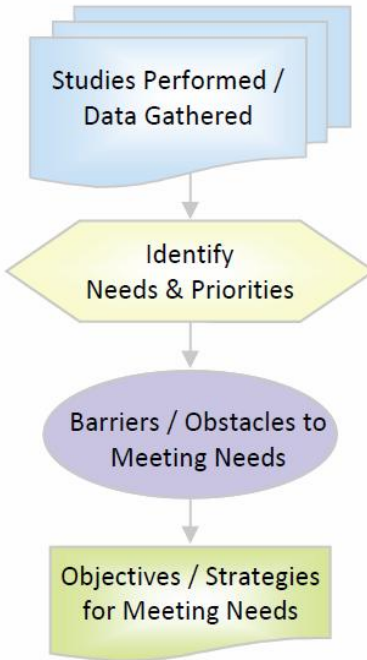 Studies Performed /
Data Gathered
Identify
Needs & Priorities
Barriers / Obstacles to
Meeting Needs
Objectives / Strategies
for Meeting Needs